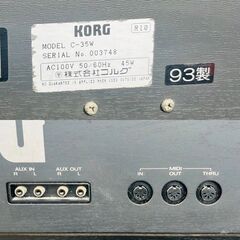 KORG
R10
MODEL C-35W
SERIAL No. 003748
AC100V 50/60Hz 45W
株式会社コルグ
93製
AUX IN
R L
AUX OUT
R L
MIDI
IN OUT THRU